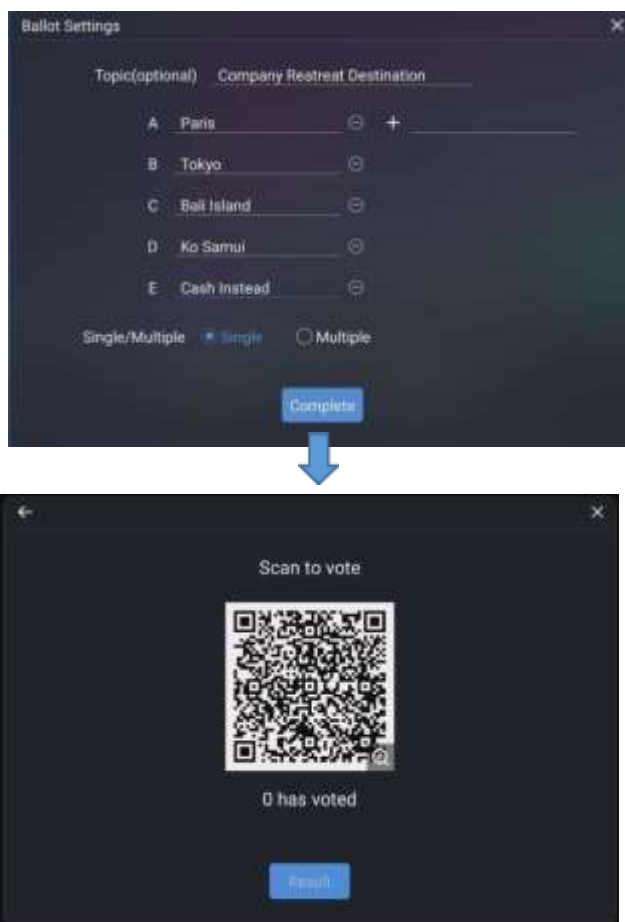 Ballot Settings
Topic(optional) Company Reatreat Destination
A Paris +
B Tokyo
C Bali Island
D Ko Samui
E Cash Instead
Single/Multiple Single Multiple
Complete
Scan to vote
0 has voted
Result